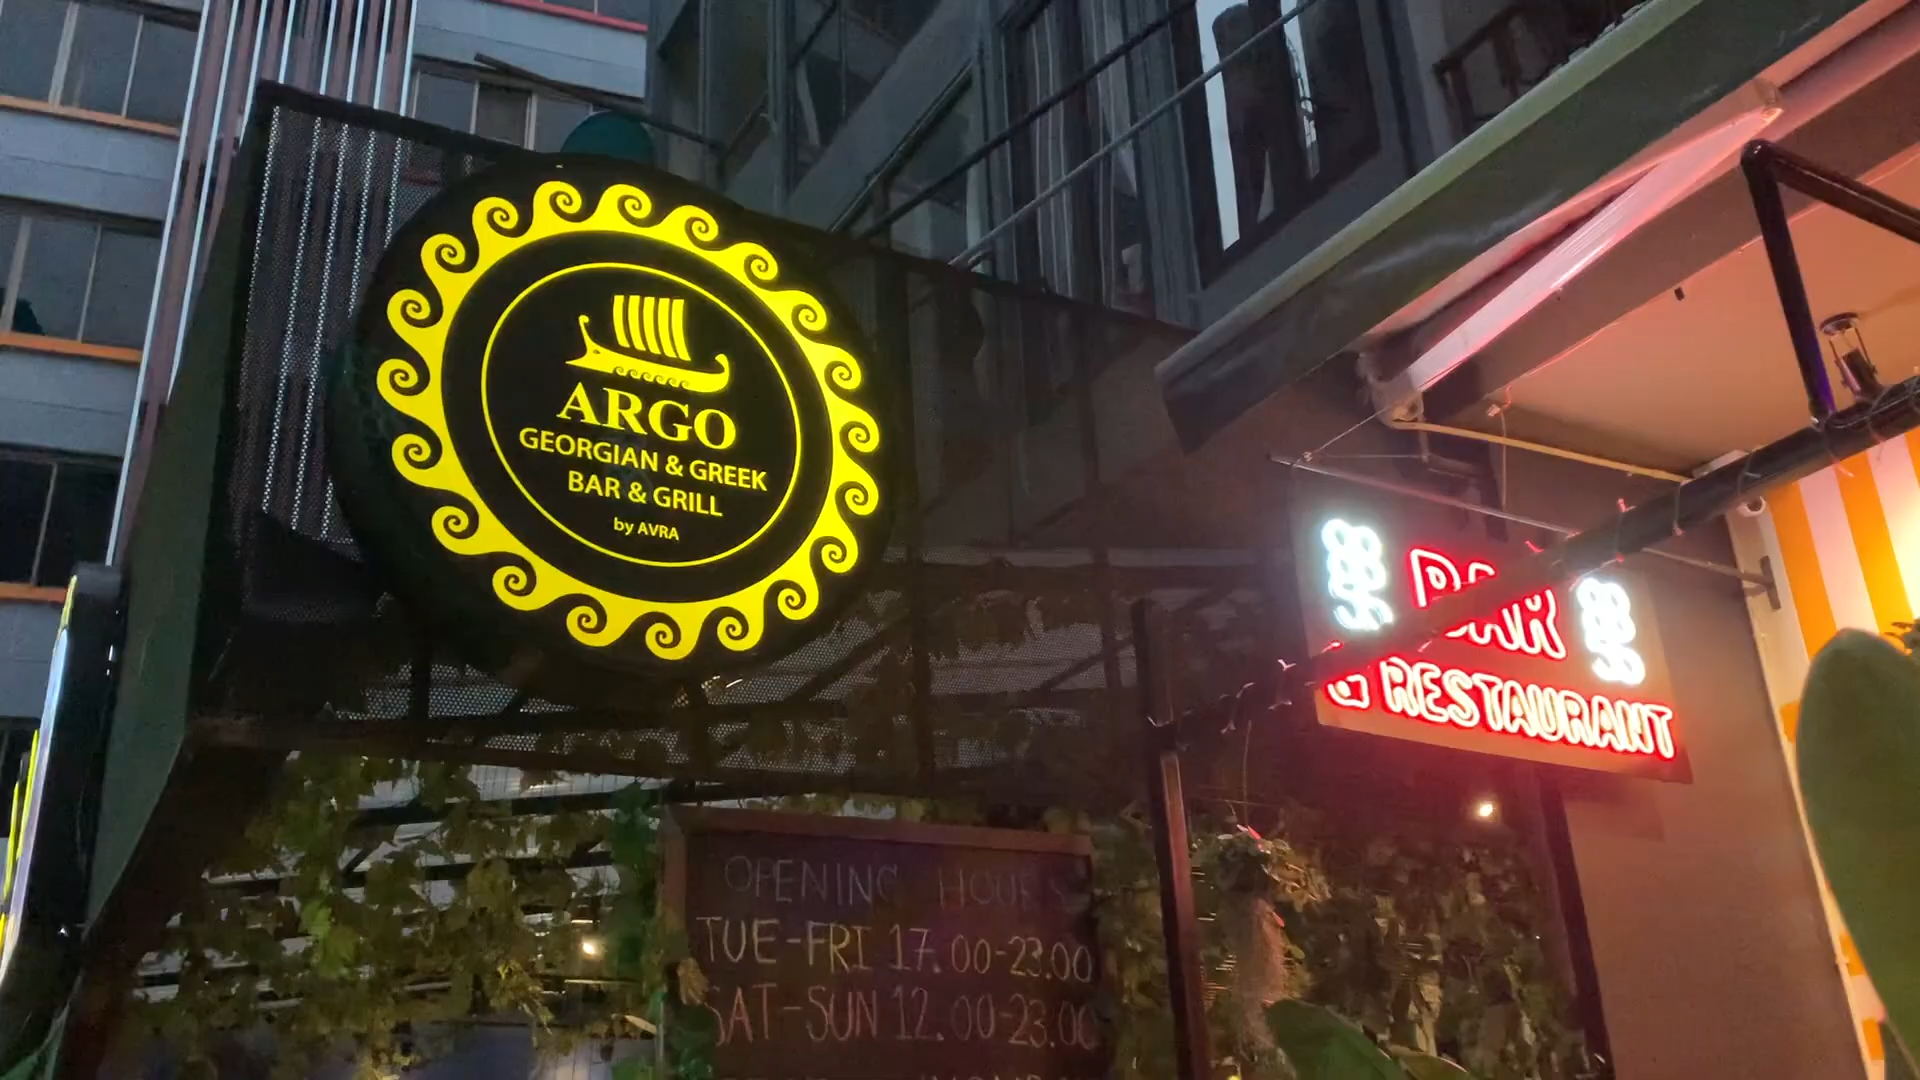 ARGO
GEORGIAN & GREEK
BAR & GRILL
by AVRA
BAR
& RESTAURANT
OPENING HOURS
TUE-FRI 17.00-23.00
SAT-SUN 12.00-23.00